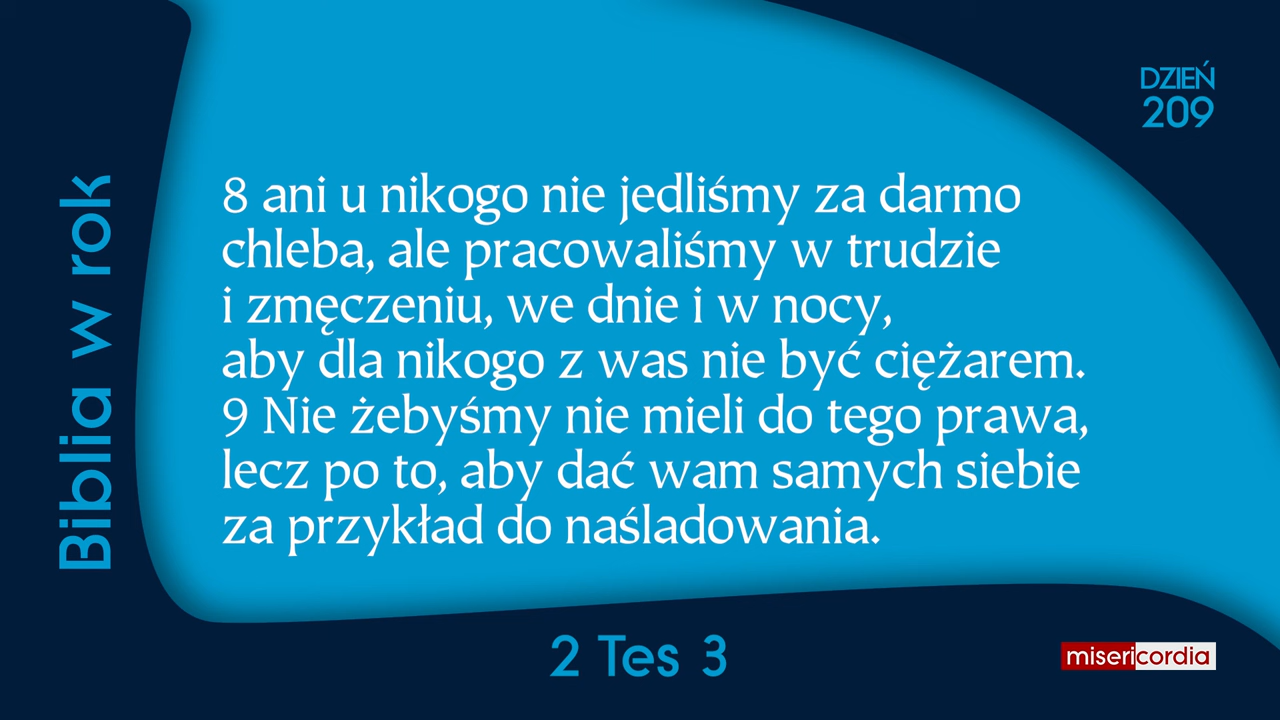 DZIEŃ
209
Biblia w rok
8 ani u nikogo nie jedliśmy za darmo
chleba, ale pracowaliśmy w trudzie
i zmęczeniu, we dnie i w nocy,
aby dla nikogo z was nie być ciężarem.
9 Nie żebyśmy nie mieli do tego prawa,
lecz po to, aby dać wam samych siebie
za przykład do naśladowania.
2 Tes 3
misericordia